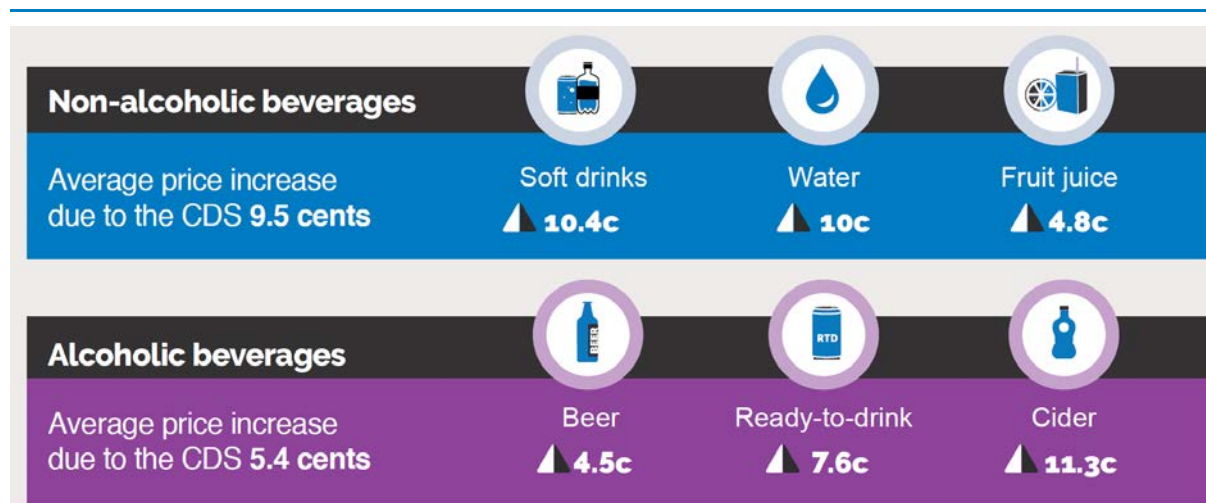 Non-alcoholic beverages
Average price increase
due to the CDS 9.5 cents
Soft drinks
10.4c
Water
10c
Fruit juice
4.8c
Alcoholic beverages
Average price increase
due to the CDS 5.4 cents
BEER
Beer
4.5c
RTD
Ready-to-drink
7.6c
Cider
11.3c